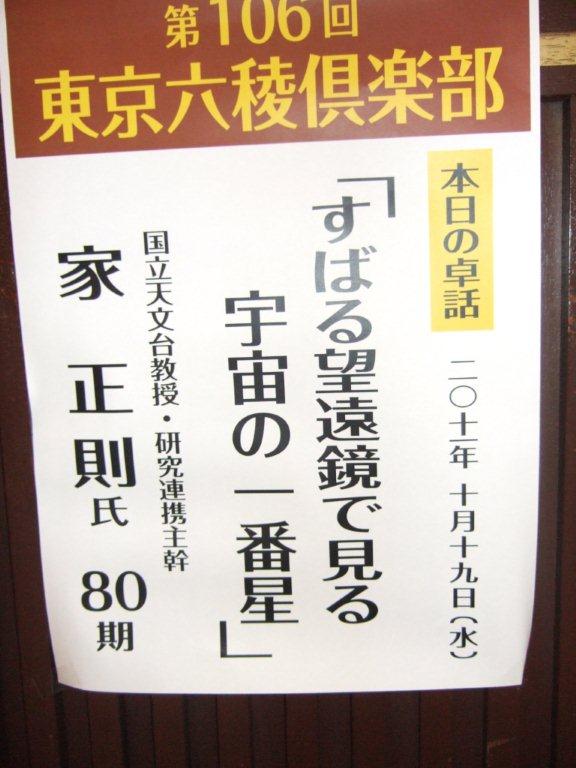 第106回
東京六稜倶楽部
本日の卓話
二〇十一年 十月十九日（水）
「すばる望遠鏡で見る
宇宙の一番星」
国立天文台教授・研究連携主幹
家 正則氏 80期